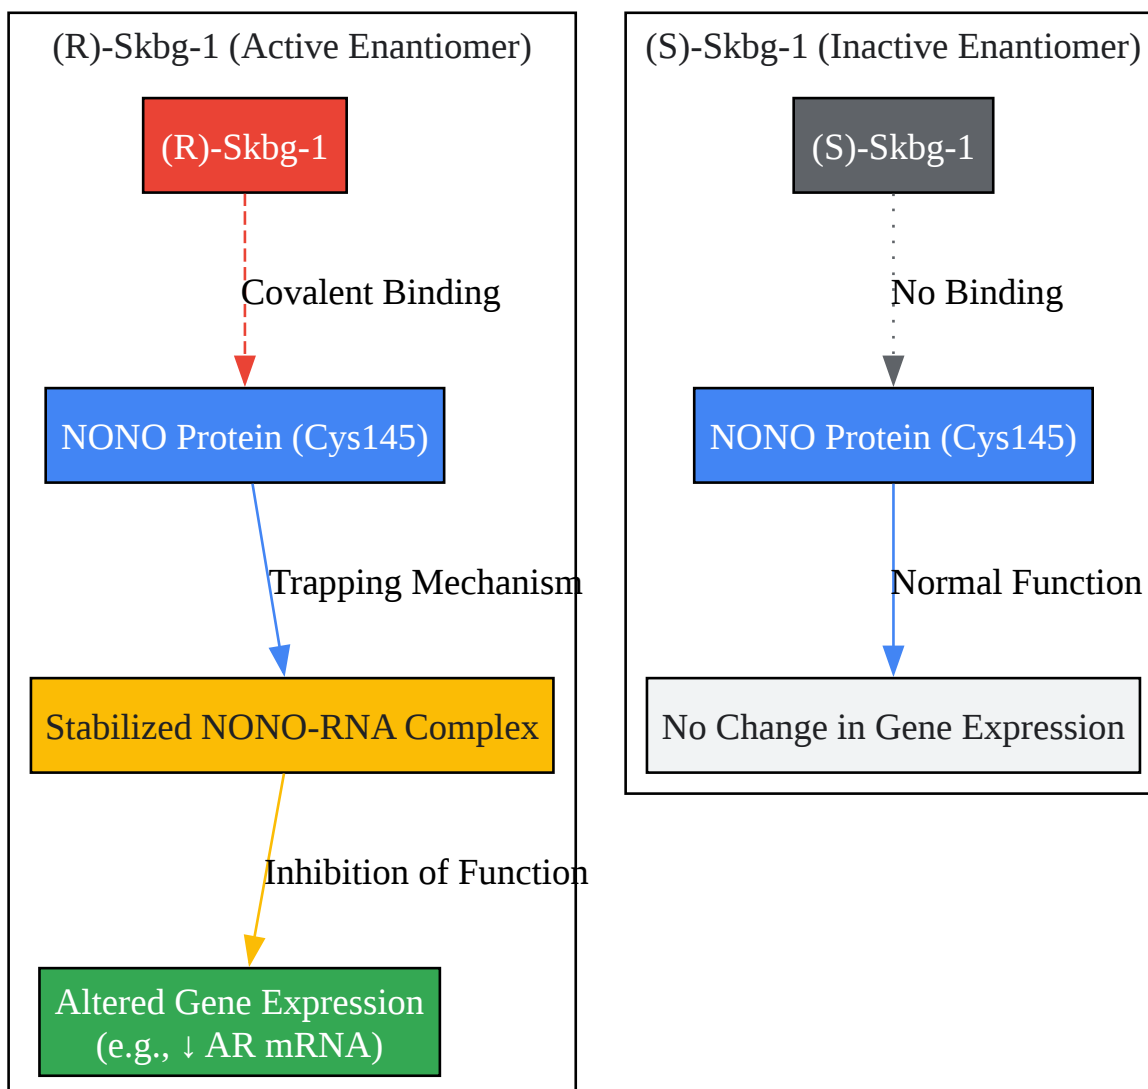 (R)-Skbg-1 (Active Enantiomer)
(R)-Skbg-1
Covalent Binding
NONO Protein (Cys145)
Trapping Mechanism
Stabilized NONO-RNA Complex
Inhibition of Function
Altered Gene Expression
(e.g., ↓ AR mRNA)
(S)-Skbg-1 (Inactive Enantiomer)
(S)-Skbg-1
No Binding
NONO Protein (Cys145)
Normal Function
No Change in Gene Expression